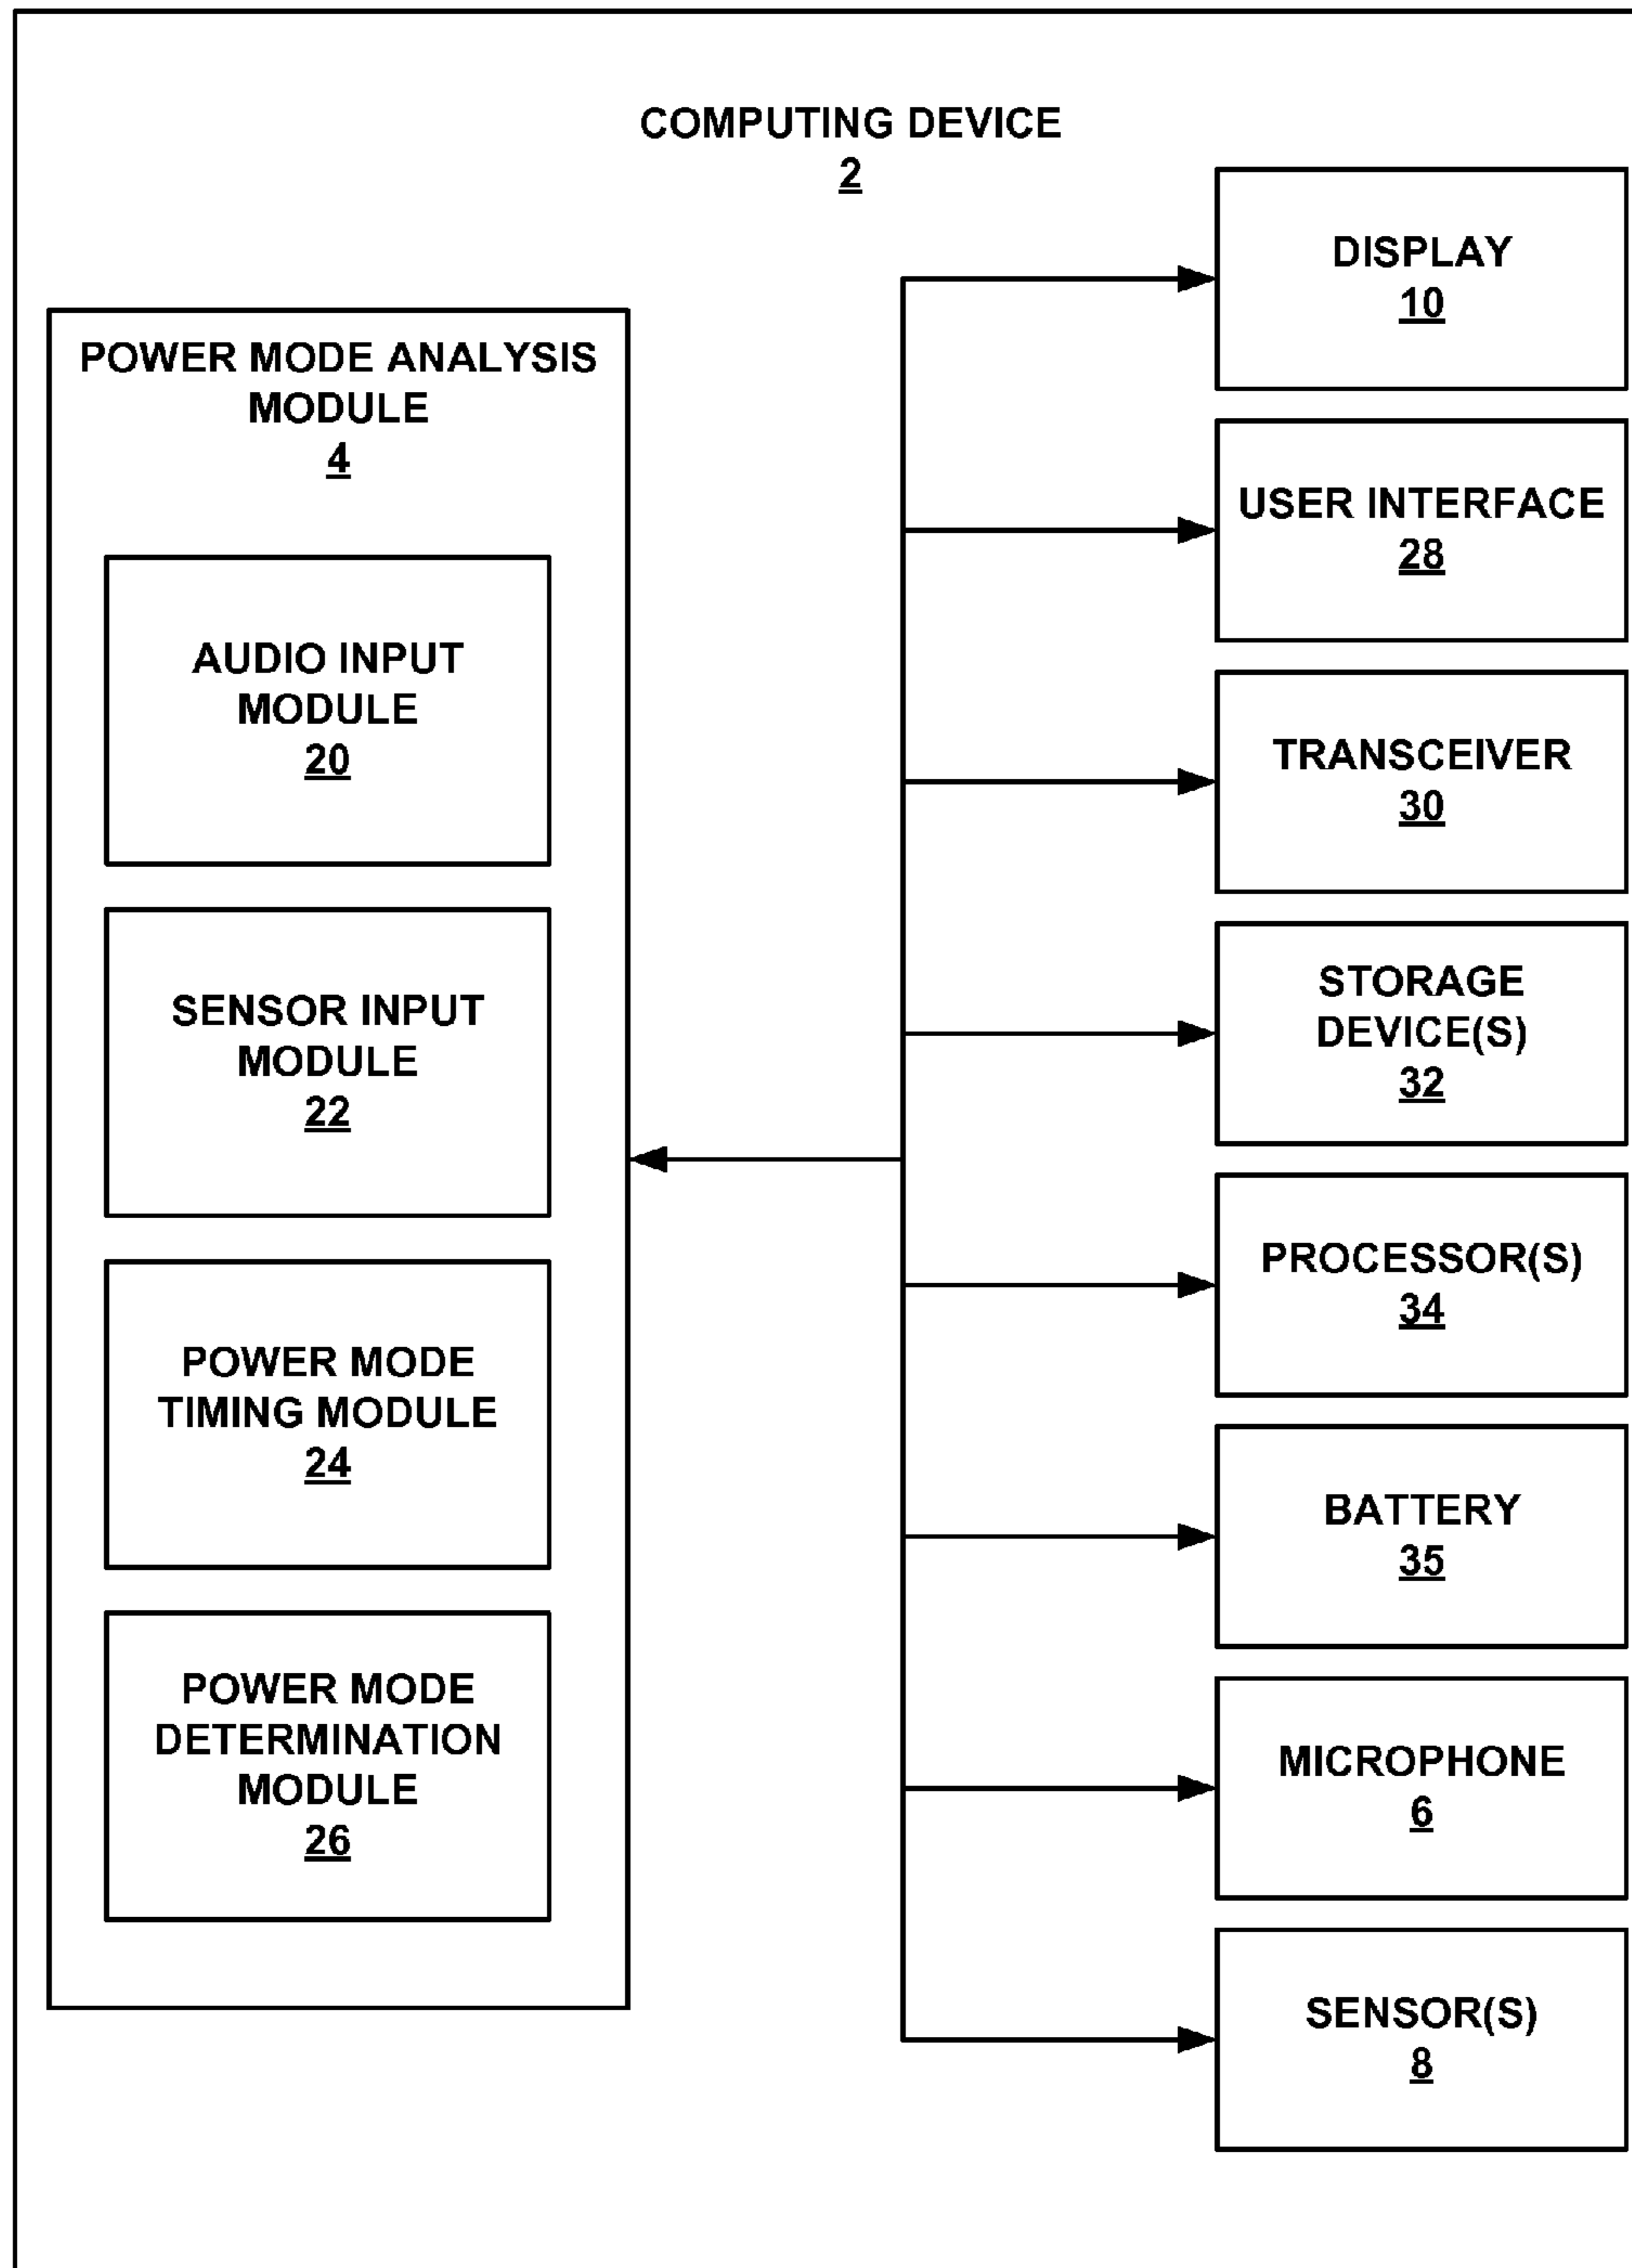 COMPUTING DEVICE
2
POWER MODE ANALYSIS
MODULE
4
AUDIO INPUT
MODULE
20
SENSOR INPUT
MODULE
22
POWER MODE
TIMING MODULE
24
POWER MODE
DETERMINATION
MODULE
26
DISPLAY
10
USER INTERFACE
28
TRANSCEIVER
30
STORAGE
DEVICE(S)
32
PROCESSOR(S)
34
BATTERY
35
MICROPHONE
6
SENSOR(S)
8